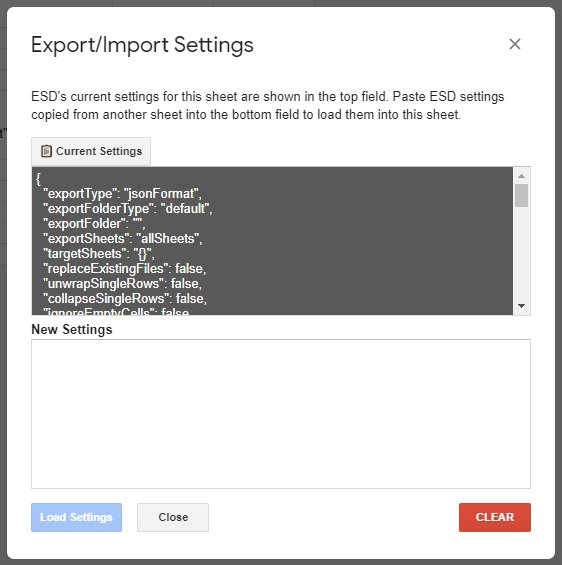 Export/Import Settings
ESD's current settings for this sheet are shown in the top field. Paste ESD settings
copied from another sheet into the bottom field to load them into this sheet.
Current Settings
{
"exportType": "jsonFormat",
"exportFolderType": "default",
"exportFolder": "",
"exportSheets": "allSheets",
"targetSheets": "{}",
"replaceExistingFiles": false,
"unwrapSingleRows": false,
"collapseSingleRows": false,
"ignoreEmptyCells": false
New Settings
Load Settings
Close
CLEAR